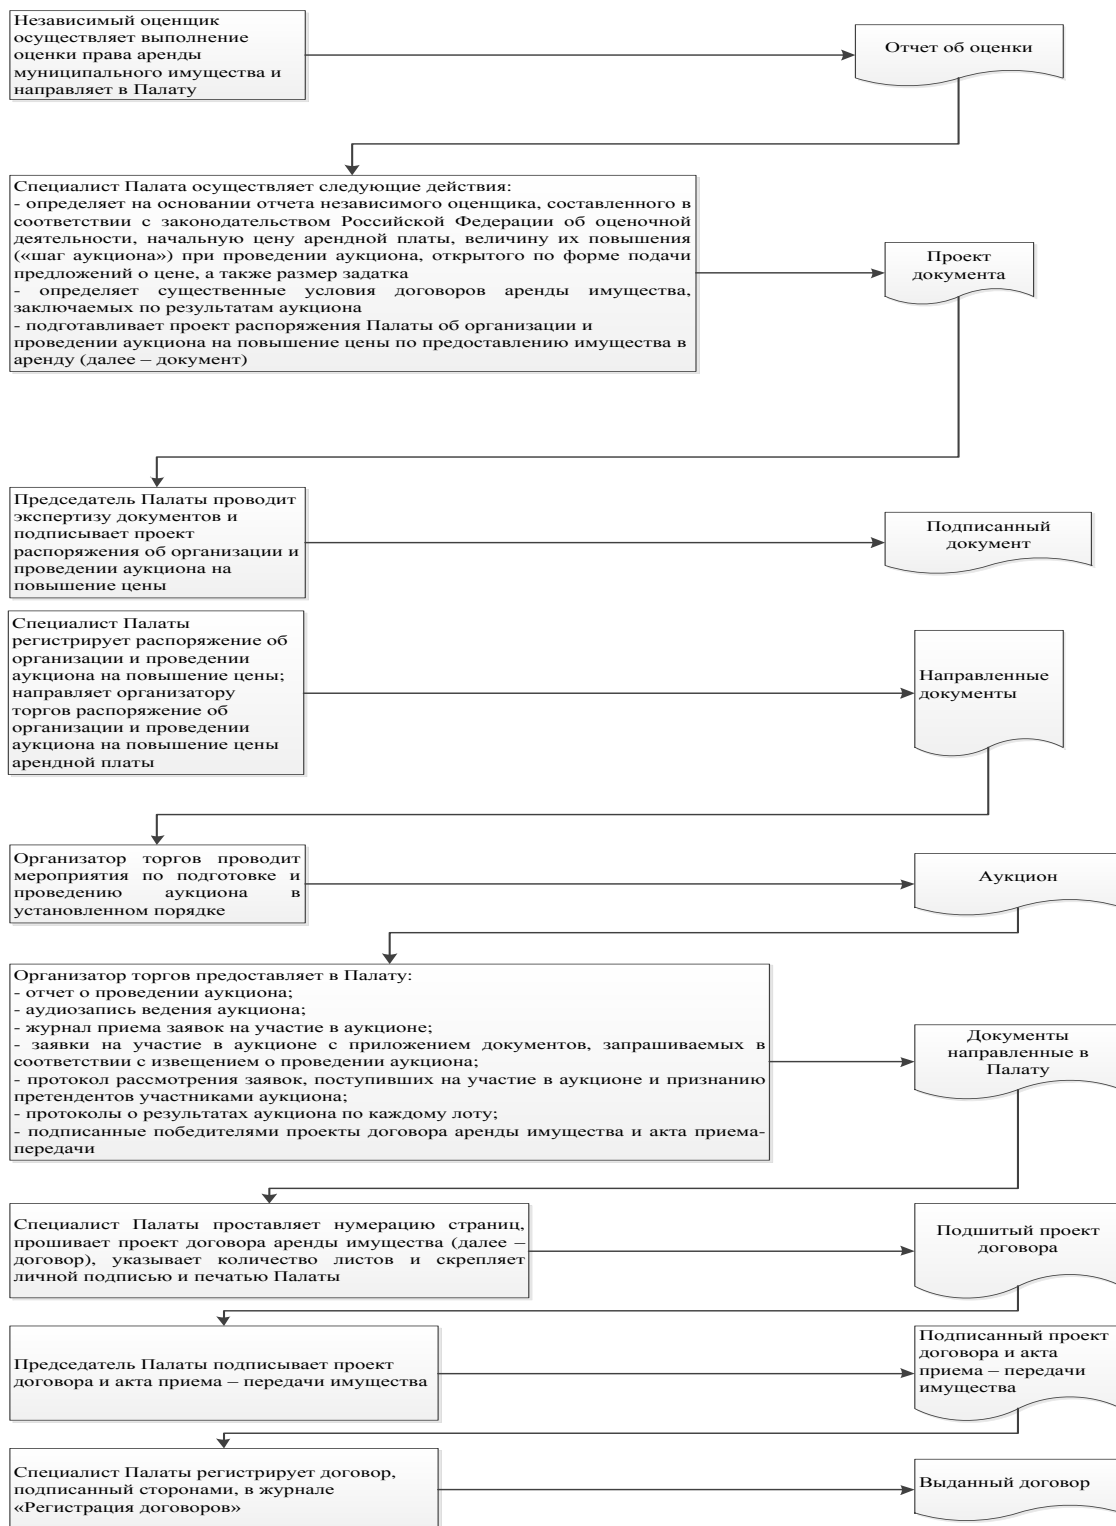 Независимый оценщик
осуществляет выполнение
оценки права аренды
муниципального имущества и
направляет в Палату
Отчет об оценки
Специалист Палата осуществляет следующие действия:
- определяет на основании отчета независимого оценщика, составленного в
соответствии с законодательством Российской Федерации об оценочной
деятельности, начальную цену арендной платы, величину их повышения
(«шаг аукциона») при проведении аукциона, открытого по форме подачи
предложений о цене, а также размер задатка
- определяет существенные условия договоров аренды имущества,
заключаемых по результатам аукциона
- подготавливает проект распоряжения Палаты об организации и
проведении аукциона на повышение цены по предоставлению имущества в
аренду (далее – документ)
Проект
документа
Председатель Палаты проводит
экспертизу документов и
подписывает проект
распоряжения об организации и
проведении аукциона на
повышение цены
Подписанный
документ
Специалист Палаты
регистрирует распоряжение об
организации и проведении
аукциона на повышение цены;
направляет организатору
торгов распоряжение об
организации и проведении
аукциона на повышение цены
арендной платы
Направленные
документы
Организатор торгов проводит
мероприятия по подготовке и
проведению аукциона в
установленном порядке
Аукцион
Организатор торгов предоставляет в Палату:
- отчет о проведении аукциона;
- аудиозапись ведения аукциона;
- журнал приема заявок на участие в аукционе;
- заявки на участие в аукционе с приложением документов, запрашиваемых в
соответствии с извещением о проведении аукциона;
- протокол рассмотрения заявок, поступивших на участие в аукционе и признанию
претендентов участниками аукциона;
- протоколы о результатах аукциона по каждому лоту;
- подписанные победителями проекты договора аренды имущества и акта приема-
передачи
Документы
направленные в
Палату
Специалист Палаты проставляет нумерацию страниц,
прошивает проект договора аренды имущества (далее –
договор), указывает количество листов и скрепляет
личной подписью и печатью Палаты
Подшитый проект
договора
Председатель Палаты подписывает проект
договора и акта приема – передачи имущества
Подписанный проект
договора и акта
приема – передачи
имущества
Специалист Палаты регистрирует договор,
подписанный сторонами, в журнале
«Регистрация договоров»
Выданный договор